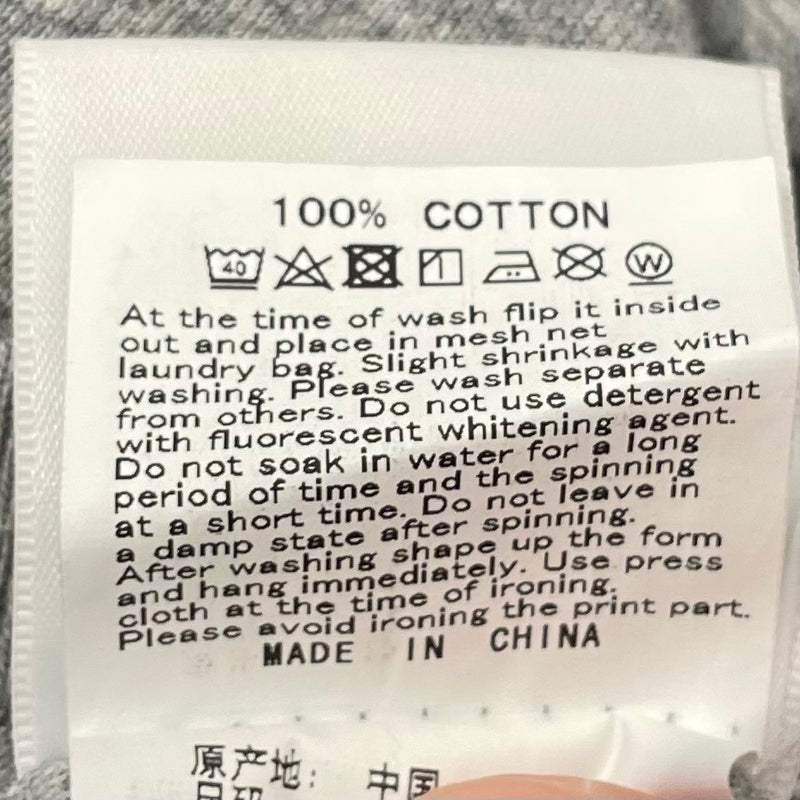 100% COTTON
40
W
At the time of wash flip it inside
out and place in mesh net
laundry bag. Slight shrinkage with
washing. Please wash separate
from others. Do not use detergent
with fluorescent whitening agent.
Do not soak in water for a long
period of time and the spinning
at a short time. Do not leave in
a damp state after spinning.
After washing shape up the form
and hang immediately. Use press
cloth at the time of ironing.
Please avoid ironing the print part.
MADE IN CHINA
原产地: 中国